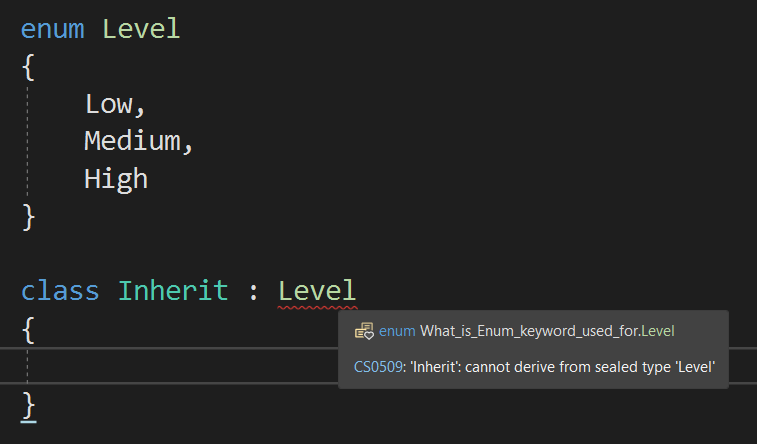 enum Level
{
Low,
Medium,
High
}
class Inherit : Level
{
enum What_is_Enum_keyword_used_for.Level
CS0509: 'Inherit': cannot derive from sealed type 'Level'
}